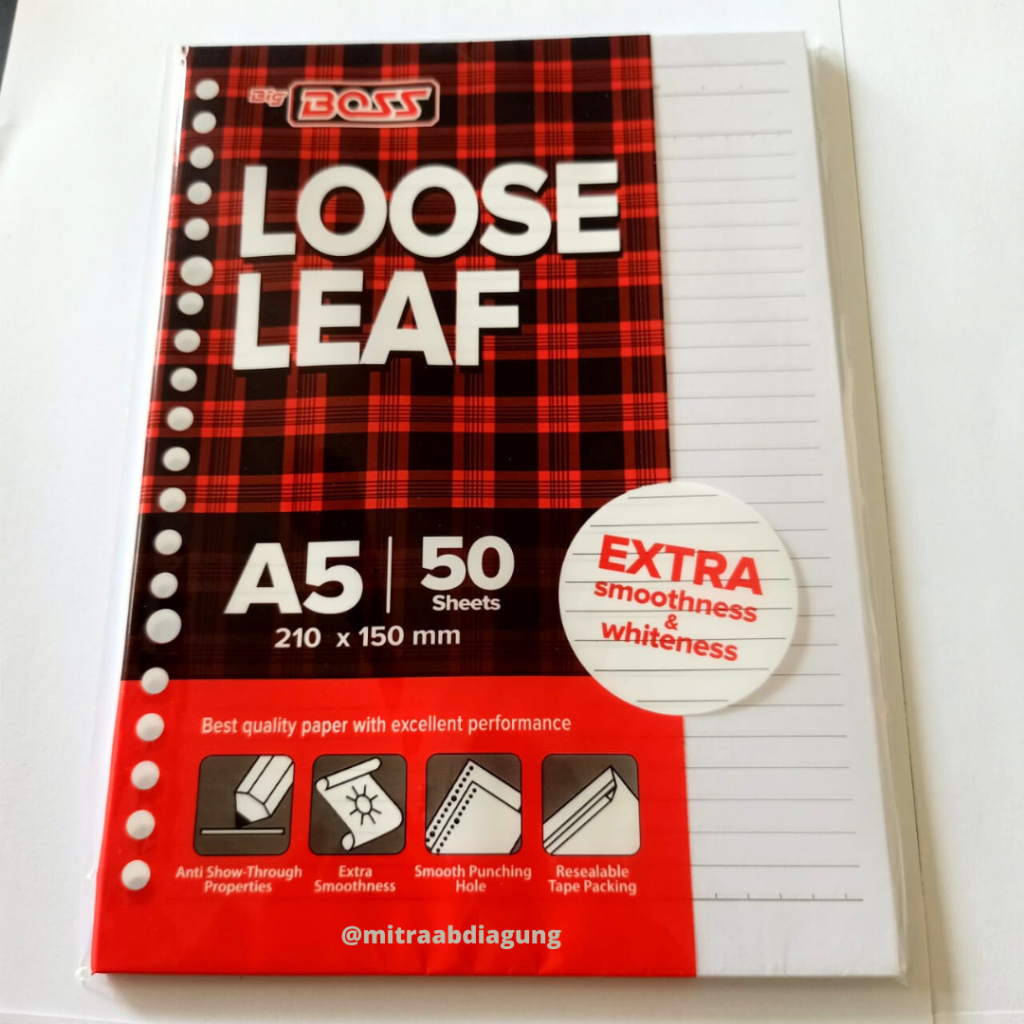 Big BOSS
LOOSE
LEAF
A5 | 50
Sheets
210 x 150 mm
EXTRA
smoothness
&
whiteness
Best quality paper with excellent performance
Anti Show-Through
Properties
Extra
Smoothness
Smooth Punching
Hole
Resealable
Tape Packing
@mitraabdiagung